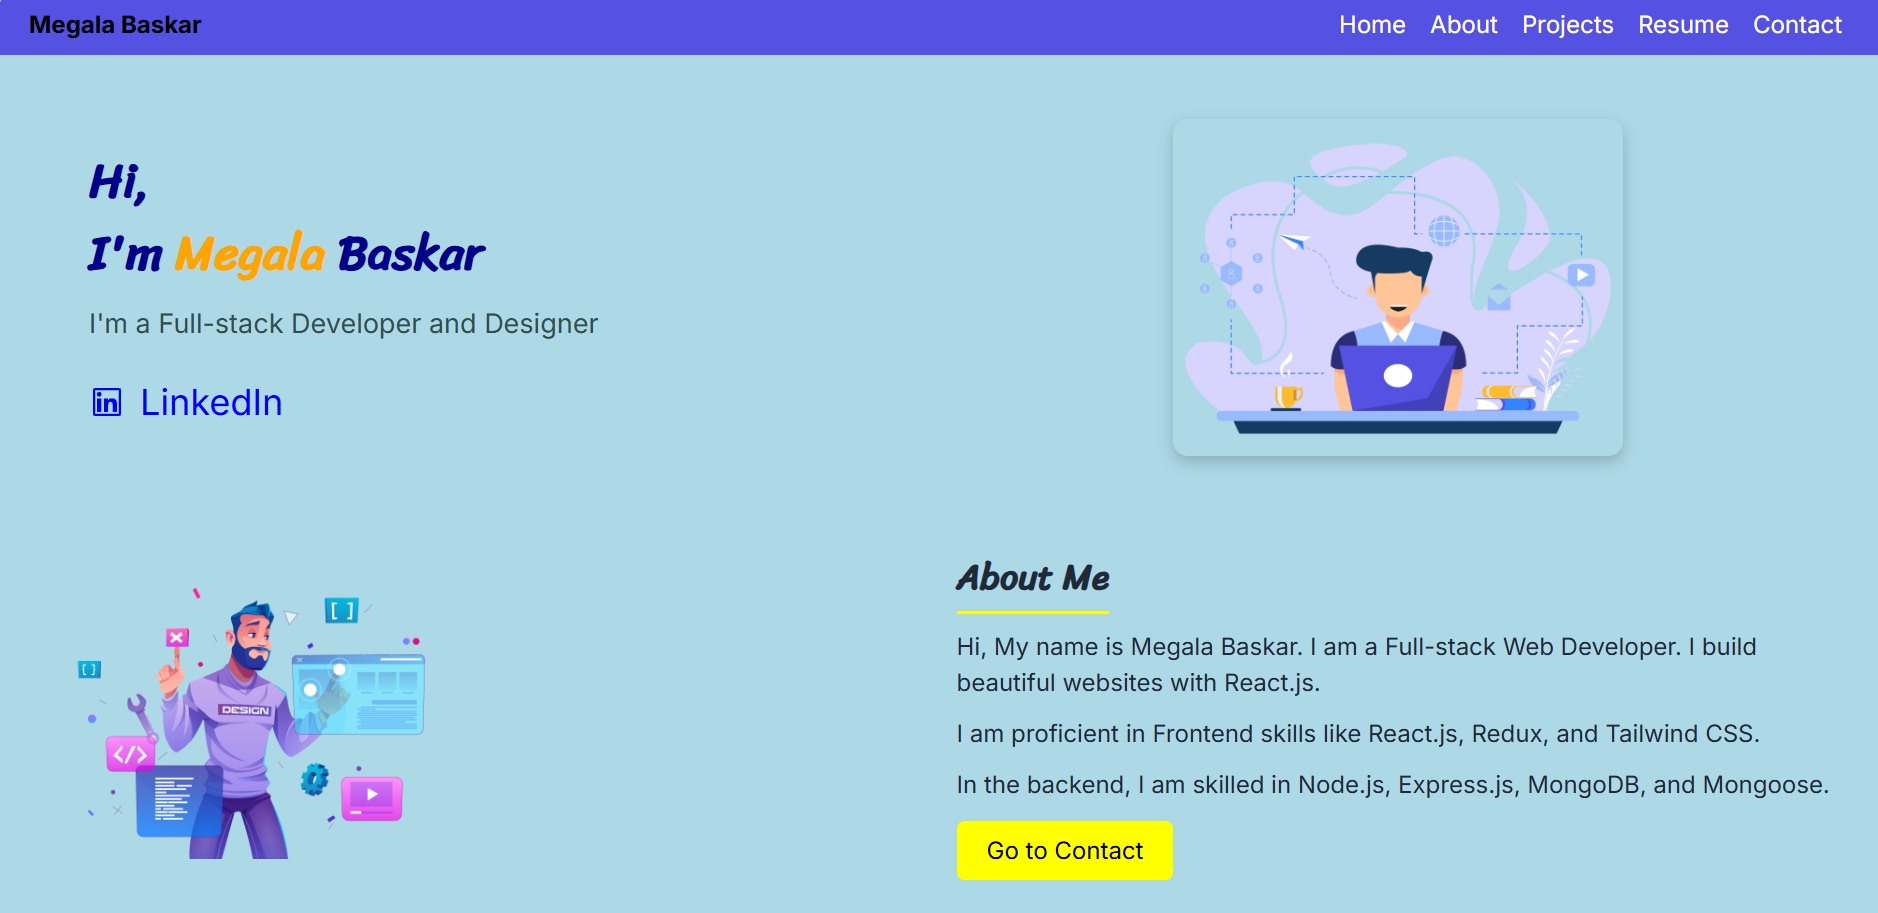 Megala Baskar
Home About Projects Resume Contact
Hi,
I'm Megala Baskar
I'm a Full-stack Developer and Designer
in LinkedIn
[ ]
[ ]
DESIGN
</>
About Me
Hi, My name is Megala Baskar. I am a Full-stack Web Developer. I build
beautiful websites with React.js.
I am proficient in Frontend skills like React.js, Redux, and Tailwind CSS.
In the backend, I am skilled in Node.js, Express.js, MongoDB, and Mongoose.
Go to Contact